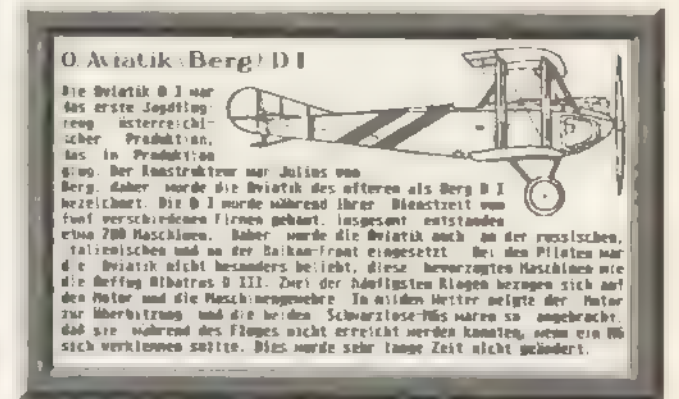 Ö. Aviatik (Berg) D I
Die Aviatik D I war
das erste Jagdflug-
zeug österreichi-
scher Produktion,
das in Produktion
ging. Der Konstrukteur war Julius von
Berg, daher wurde die Aviatik des öfteren als Berg D I
bezeichnet. Die D I wurde während ihrer Dienstzeit von
fünf verschiedenen Firmen gebaut. Insgesamt entstanden
etwa 700 Maschinen. Daher wurde die Aviatik auch an der russischen,
italienischen und an der Balkan-Front eingesetzt. Bei den Piloten war
die Aviatik nicht besonders beliebt, diese bevorzugten Maschinen wie
die Oeffag Albatros D III. Zwei der häufigsten Klagen bezogen sich auf
den Motor und die Maschinengewehre. In milden Wetter neigte der Motor
zur Überhitzung und die beiden Schwarzlose-MGs waren so angebracht,
daß sie während des Fluges nicht erreicht werden konnten, wenn ein MG
sich verklemmen sollte. Dies wurde sehr lange Zeit nicht geändert.